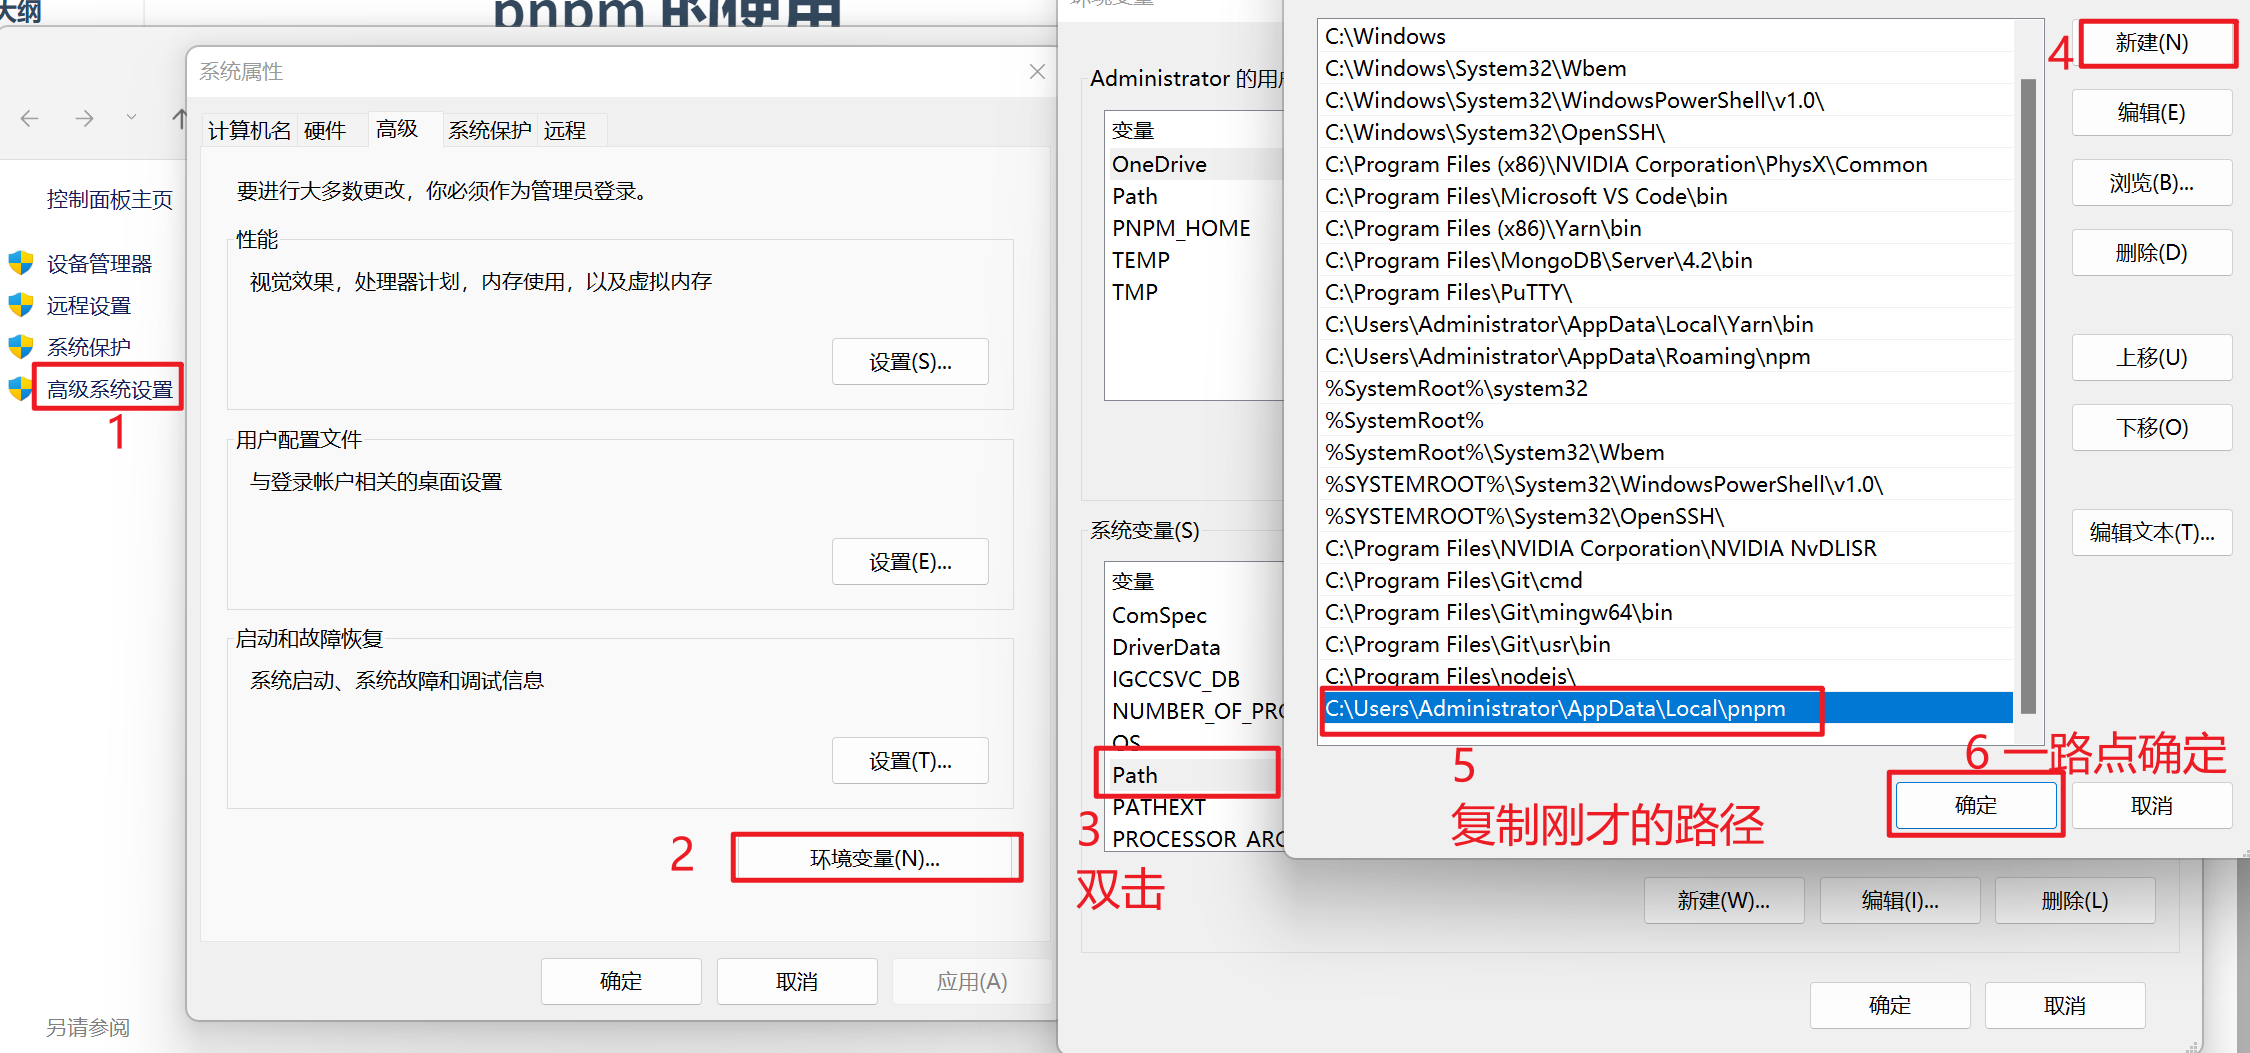 大纲
pnpm 的使用
控制面板主页
设备管理器
远程设置
系统保护
高级系统设置
1
另请参阅
系统属性
计算机名
硬件
高级
系统保护
远程
要进行大多数更改，你必须作为管理员登录。
性能
视觉效果，处理器计划，内存使用，以及虚拟内存
设置(S)...
用户配置文件
与登录帐户相关的桌面设置
设置(E)...
启动和故障恢复
系统启动、系统故障和调试信息
设置(T)...
2
环境变量(N)...
确定
取消
应用(A)
环境变量
Administrator 的用户
变量
OneDrive
Path
PNPM_HOME
TEMP
TMP
系统变量(S)
变量
ComSpec
DriverData
IGCCSVC_DB
NUMBER_OF_PRO
OS
Path
PATHEXT
PROCESSOR_ARC
3
双击
新建(W)...
编辑(I)...
删除(L)
确定
取消
C:\Windows
C:\Windows\System32\Wbem
C:\Windows\System32\WindowsPowerShell\v1.0\
C:\Windows\System32\OpenSSH\
C:\Program Files (x86)\NVIDIA Corporation\PhysX\Common
C:\Program Files\Microsoft VS Code\bin
C:\Program Files (x86)\Yarn\bin
C:\Program Files\MongoDB\Server\4.2\bin
C:\Program Files\PuTTY\
C:\Users\Administrator\AppData\Local\Yarn\bin
C:\Users\Administrator\AppData\Roaming\npm
%SystemRoot%\system32
%SystemRoot%
%SystemRoot%\System32\Wbem
%SYSTEMROOT%\System32\WindowsPowerShell\v1.0\
%SYSTEMROOT%\System32\OpenSSH\
C:\Program Files\NVIDIA Corporation\NVIDIA NvDLISR
C:\Program Files\Git\cmd
C:\Program Files\Git\mingw64\bin
C:\Program Files\Git\usr\bin
C:\Program Files\nodejs\
C:\Users\Administrator\AppData\Local\pnpm
5
复制刚才的路径
4
新建(N)
编辑(E)
浏览(B)...
删除(D)
上移(U)
下移(O)
编辑文本(T)...
6 一路点确定
确定
取消